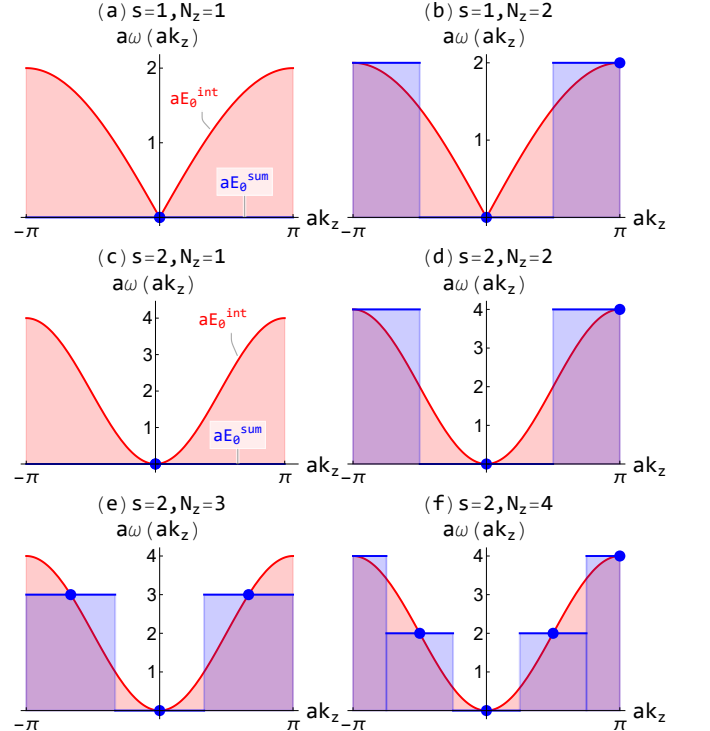 (a) s=1,N_z=1
aω(ak_z)
2
1
aE_0^int
aE_0^sum
-π
π
ak_z
(b) s=1,N_z=2
aω(ak_z)
2
1
-π
π
ak_z
(c) s=2,N_z=1
aω(ak_z)
4
3
2
1
aE_0^int
aE_0^sum
-π
π
ak_z
(d) s=2,N_z=2
aω(ak_z)
4
3
2
1
-π
π
ak_z
(e) s=2,N_z=3
aω(ak_z)
4
3
2
1
-π
π
ak_z
(f) s=2,N_z=4
aω(ak_z)
4
3
2
1
-π
π
ak_z